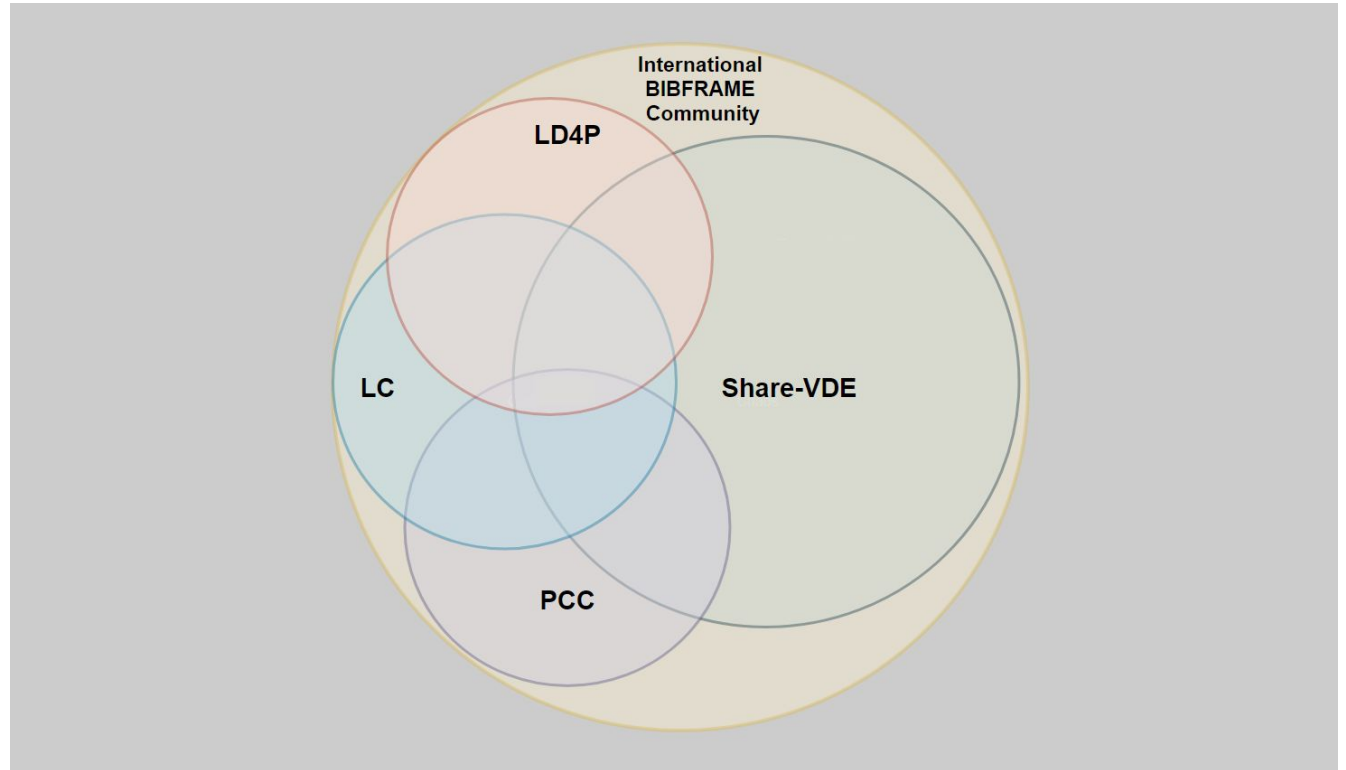 International
BIBFRAME
Community
LD4P
LC
Share-VDE
PCC